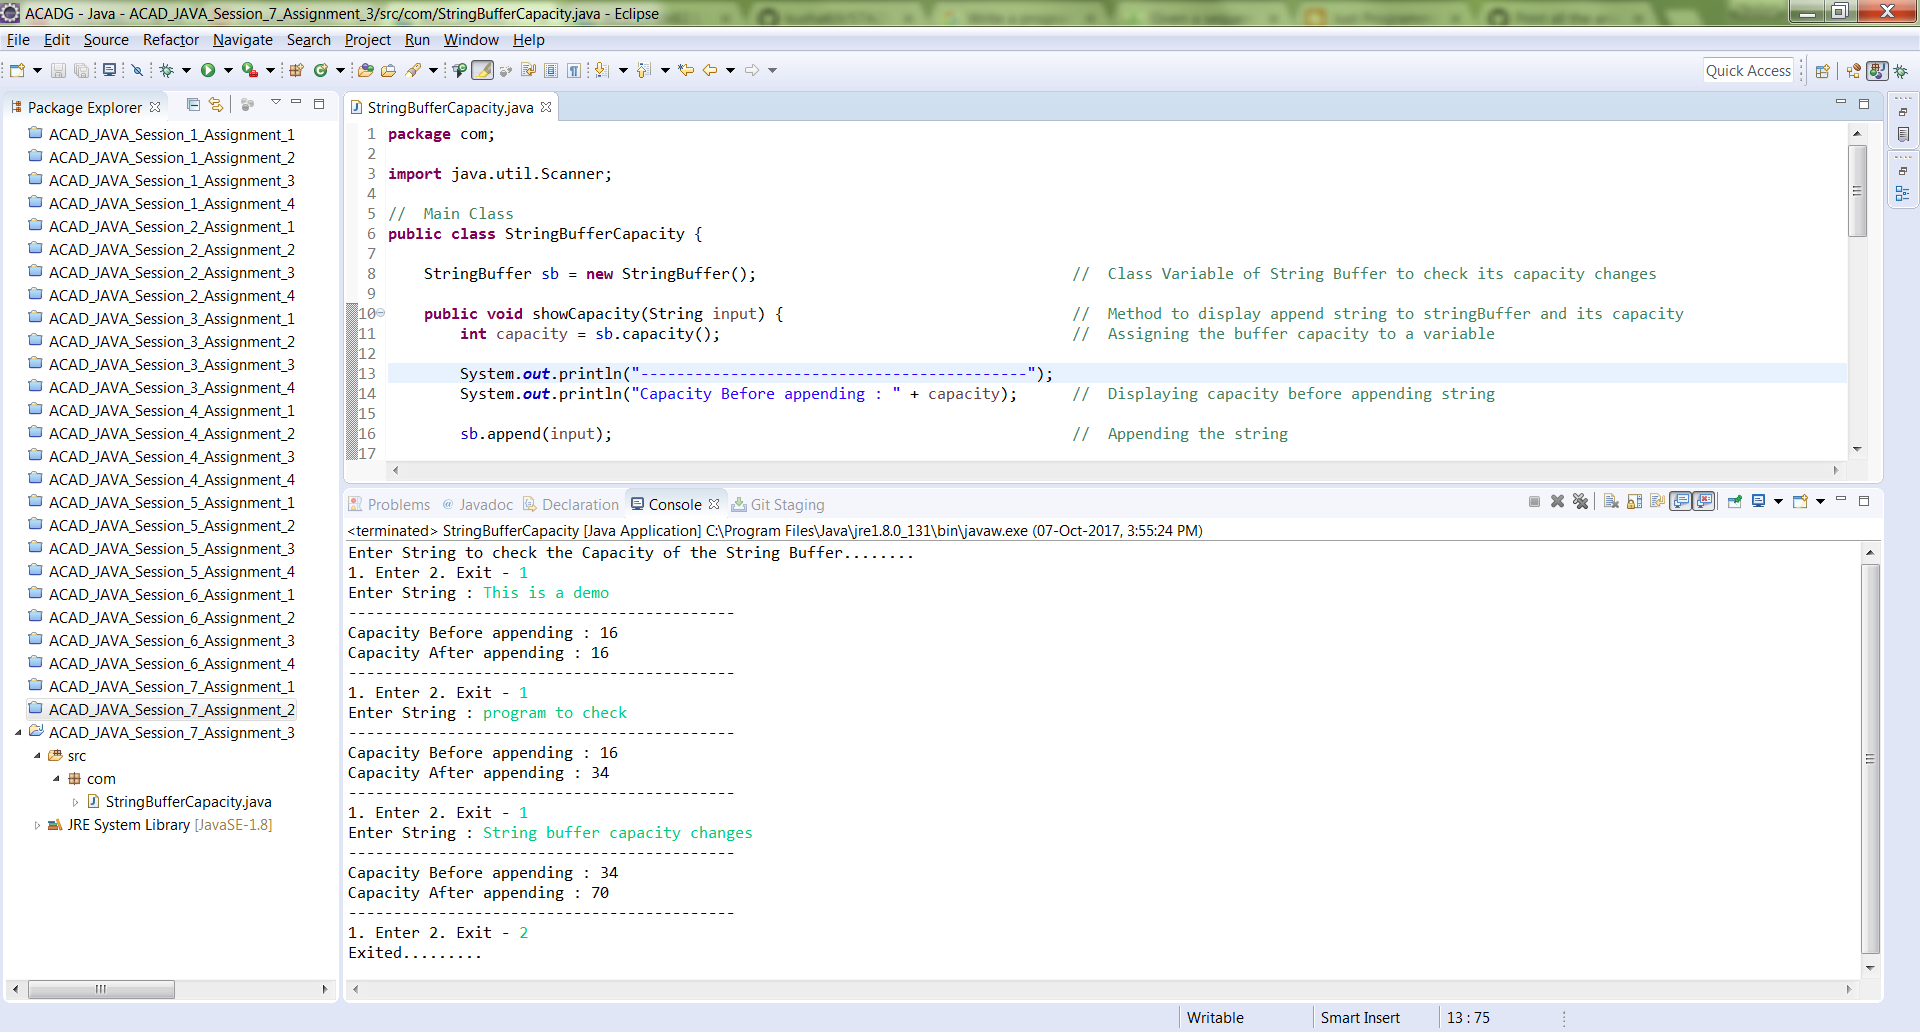 ACADG - Java - ACAD_JAVA_Session_7_Assignment_3/src/com/StringBufferCapacity.java - Eclipse
File Edit Source Refactor Navigate Search Project Run Window Help
Quick Access
Package Explorer
ACAD_JAVA_Session_1_Assignment_1
ACAD_JAVA_Session_1_Assignment_2
ACAD_JAVA_Session_1_Assignment_3
ACAD_JAVA_Session_1_Assignment_4
ACAD_JAVA_Session_2_Assignment_1
ACAD_JAVA_Session_2_Assignment_2
ACAD_JAVA_Session_2_Assignment_3
ACAD_JAVA_Session_2_Assignment_4
ACAD_JAVA_Session_3_Assignment_1
ACAD_JAVA_Session_3_Assignment_2
ACAD_JAVA_Session_3_Assignment_3
ACAD_JAVA_Session_3_Assignment_4
ACAD_JAVA_Session_4_Assignment_1
ACAD_JAVA_Session_4_Assignment_2
ACAD_JAVA_Session_4_Assignment_3
ACAD_JAVA_Session_4_Assignment_4
ACAD_JAVA_Session_5_Assignment_1
ACAD_JAVA_Session_5_Assignment_2
ACAD_JAVA_Session_5_Assignment_3
ACAD_JAVA_Session_5_Assignment_4
ACAD_JAVA_Session_6_Assignment_1
ACAD_JAVA_Session_6_Assignment_2
ACAD_JAVA_Session_6_Assignment_3
ACAD_JAVA_Session_6_Assignment_4
ACAD_JAVA_Session_7_Assignment_1
ACAD_JAVA_Session_7_Assignment_2
ACAD_JAVA_Session_7_Assignment_3
src
com
StringBufferCapacity.java
JRE System Library [JavaSE-1.8]
StringBufferCapacity.java
1 package com;
2
3 import java.util.Scanner;
4
5 //  Main Class
6 public class StringBufferCapacity {
7
8     StringBuffer sb = new StringBuffer();    //  Class Variable of String Buffer to check its capacity changes
9
10     public void showCapacity(String input) {    //  Method to display append string to stringBuffer and its capacity
11         int capacity = sb.capacity();    //  Assigning the buffer capacity to a variable
12
13         System.out.println("-------------------------------------------");
14         System.out.println("Capacity Before appending : " + capacity);    //  Displaying capacity before appending string
15
16         sb.append(input);    //  Appending the string
17
Problems Javadoc Declaration Console Git Staging
<terminated> StringBufferCapacity [Java Application] C:\Program Files\Java\jre1.8.0_131\bin\javaw.exe (07-Oct-2017, 3:55:24 PM)
Enter String to check the Capacity of the String Buffer........
1. Enter 2. Exit - 1
Enter String : This is a demo
-------------------------------------------
Capacity Before appending : 16
Capacity After appending : 16
-------------------------------------------
1. Enter 2. Exit - 1
Enter String : program to check
-------------------------------------------
Capacity Before appending : 16
Capacity After appending : 34
-------------------------------------------
1. Enter 2. Exit - 1
Enter String : String buffer capacity changes
-------------------------------------------
Capacity Before appending : 34
Capacity After appending : 70
-------------------------------------------
1. Enter 2. Exit - 2
Exited.........
Writable Smart Insert 13 : 75